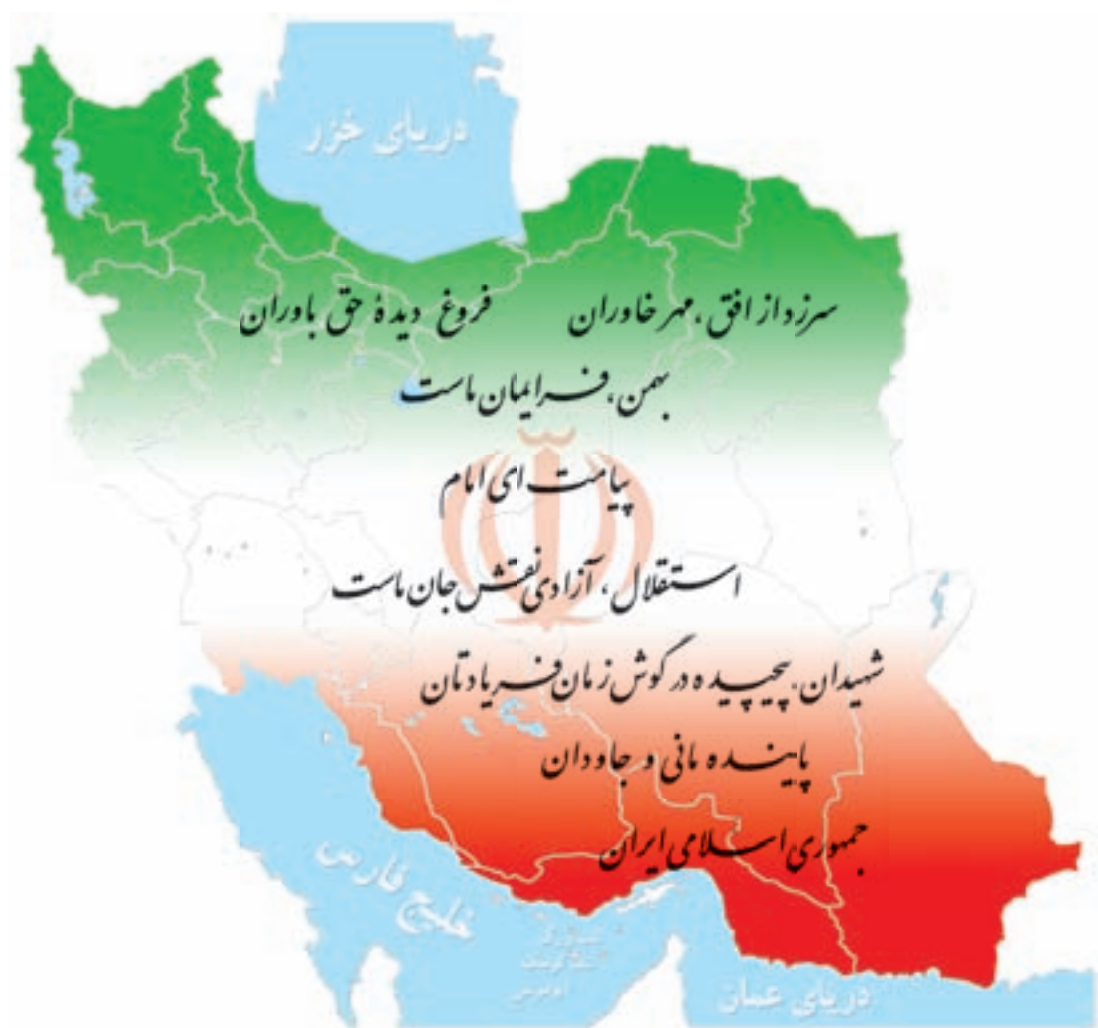 دریای خزر
سرزد از افق، مهر خاوران فروغ دیدهٔ حق باوران
بهمن، فر ایمان ماست
پیامت ای امام
استقلال، آزادی نقش جان ماست
شهیدان، پیچیده در گوش زمان فریادتان
پاینده مانی و جاودان
جمهوری اسلامی ایران
خلیج فارس
دریای عمان